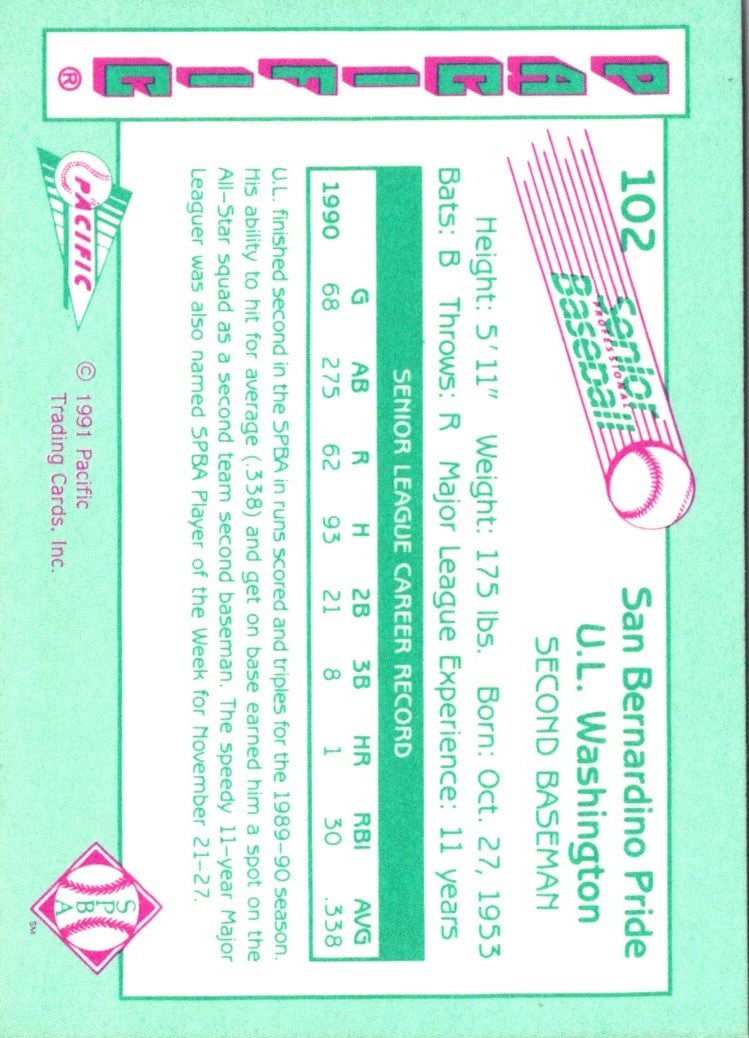 PACIFIC®
102
Senior
PROFESSIONAL
Baseball
San Bernardino Pride
U.L. Washington
SECOND BASEMAN
Height: 5'11" Weight: 175 lbs. Born: Oct. 27, 1953
Bats: B Throws: R Major League Experience: 11 years
SENIOR LEAGUE CAREER RECORD
G AB R H 2B 3B HR RBI AVG
1990 68 275 62 93 21 8 1 30 .338
U.L. finished second in the SPBA in runs scored and triples for the 1989-90 season.
His ability to hit for average (.338) and get on base earned him a spot on the
All-Star squad as a second team second baseman. The speedy 11-year Major
Leaguer was also named SPBA Player of the Week for November 21-27.
PACIFIC
© 1991 Pacific
Trading Cards, Inc.
S P
B A
SM